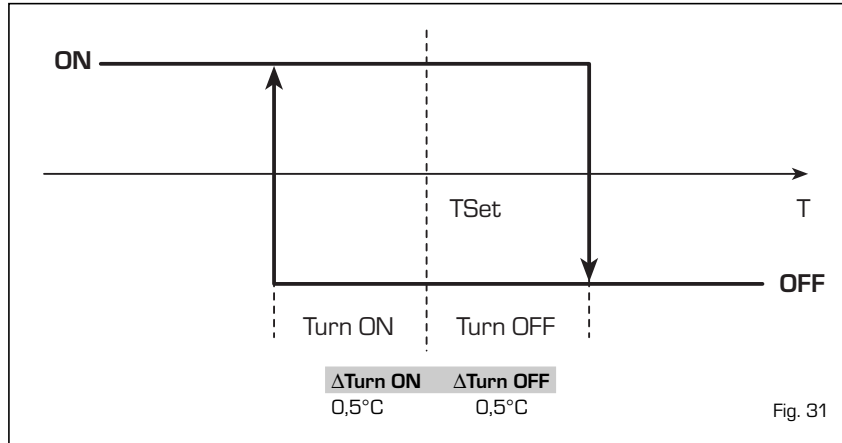 ON
TSet
T
OFF
Turn ON
Turn OFF
∆Turn ON ∆Turn OFF
0,5°C 0,5°C
Fig. 31